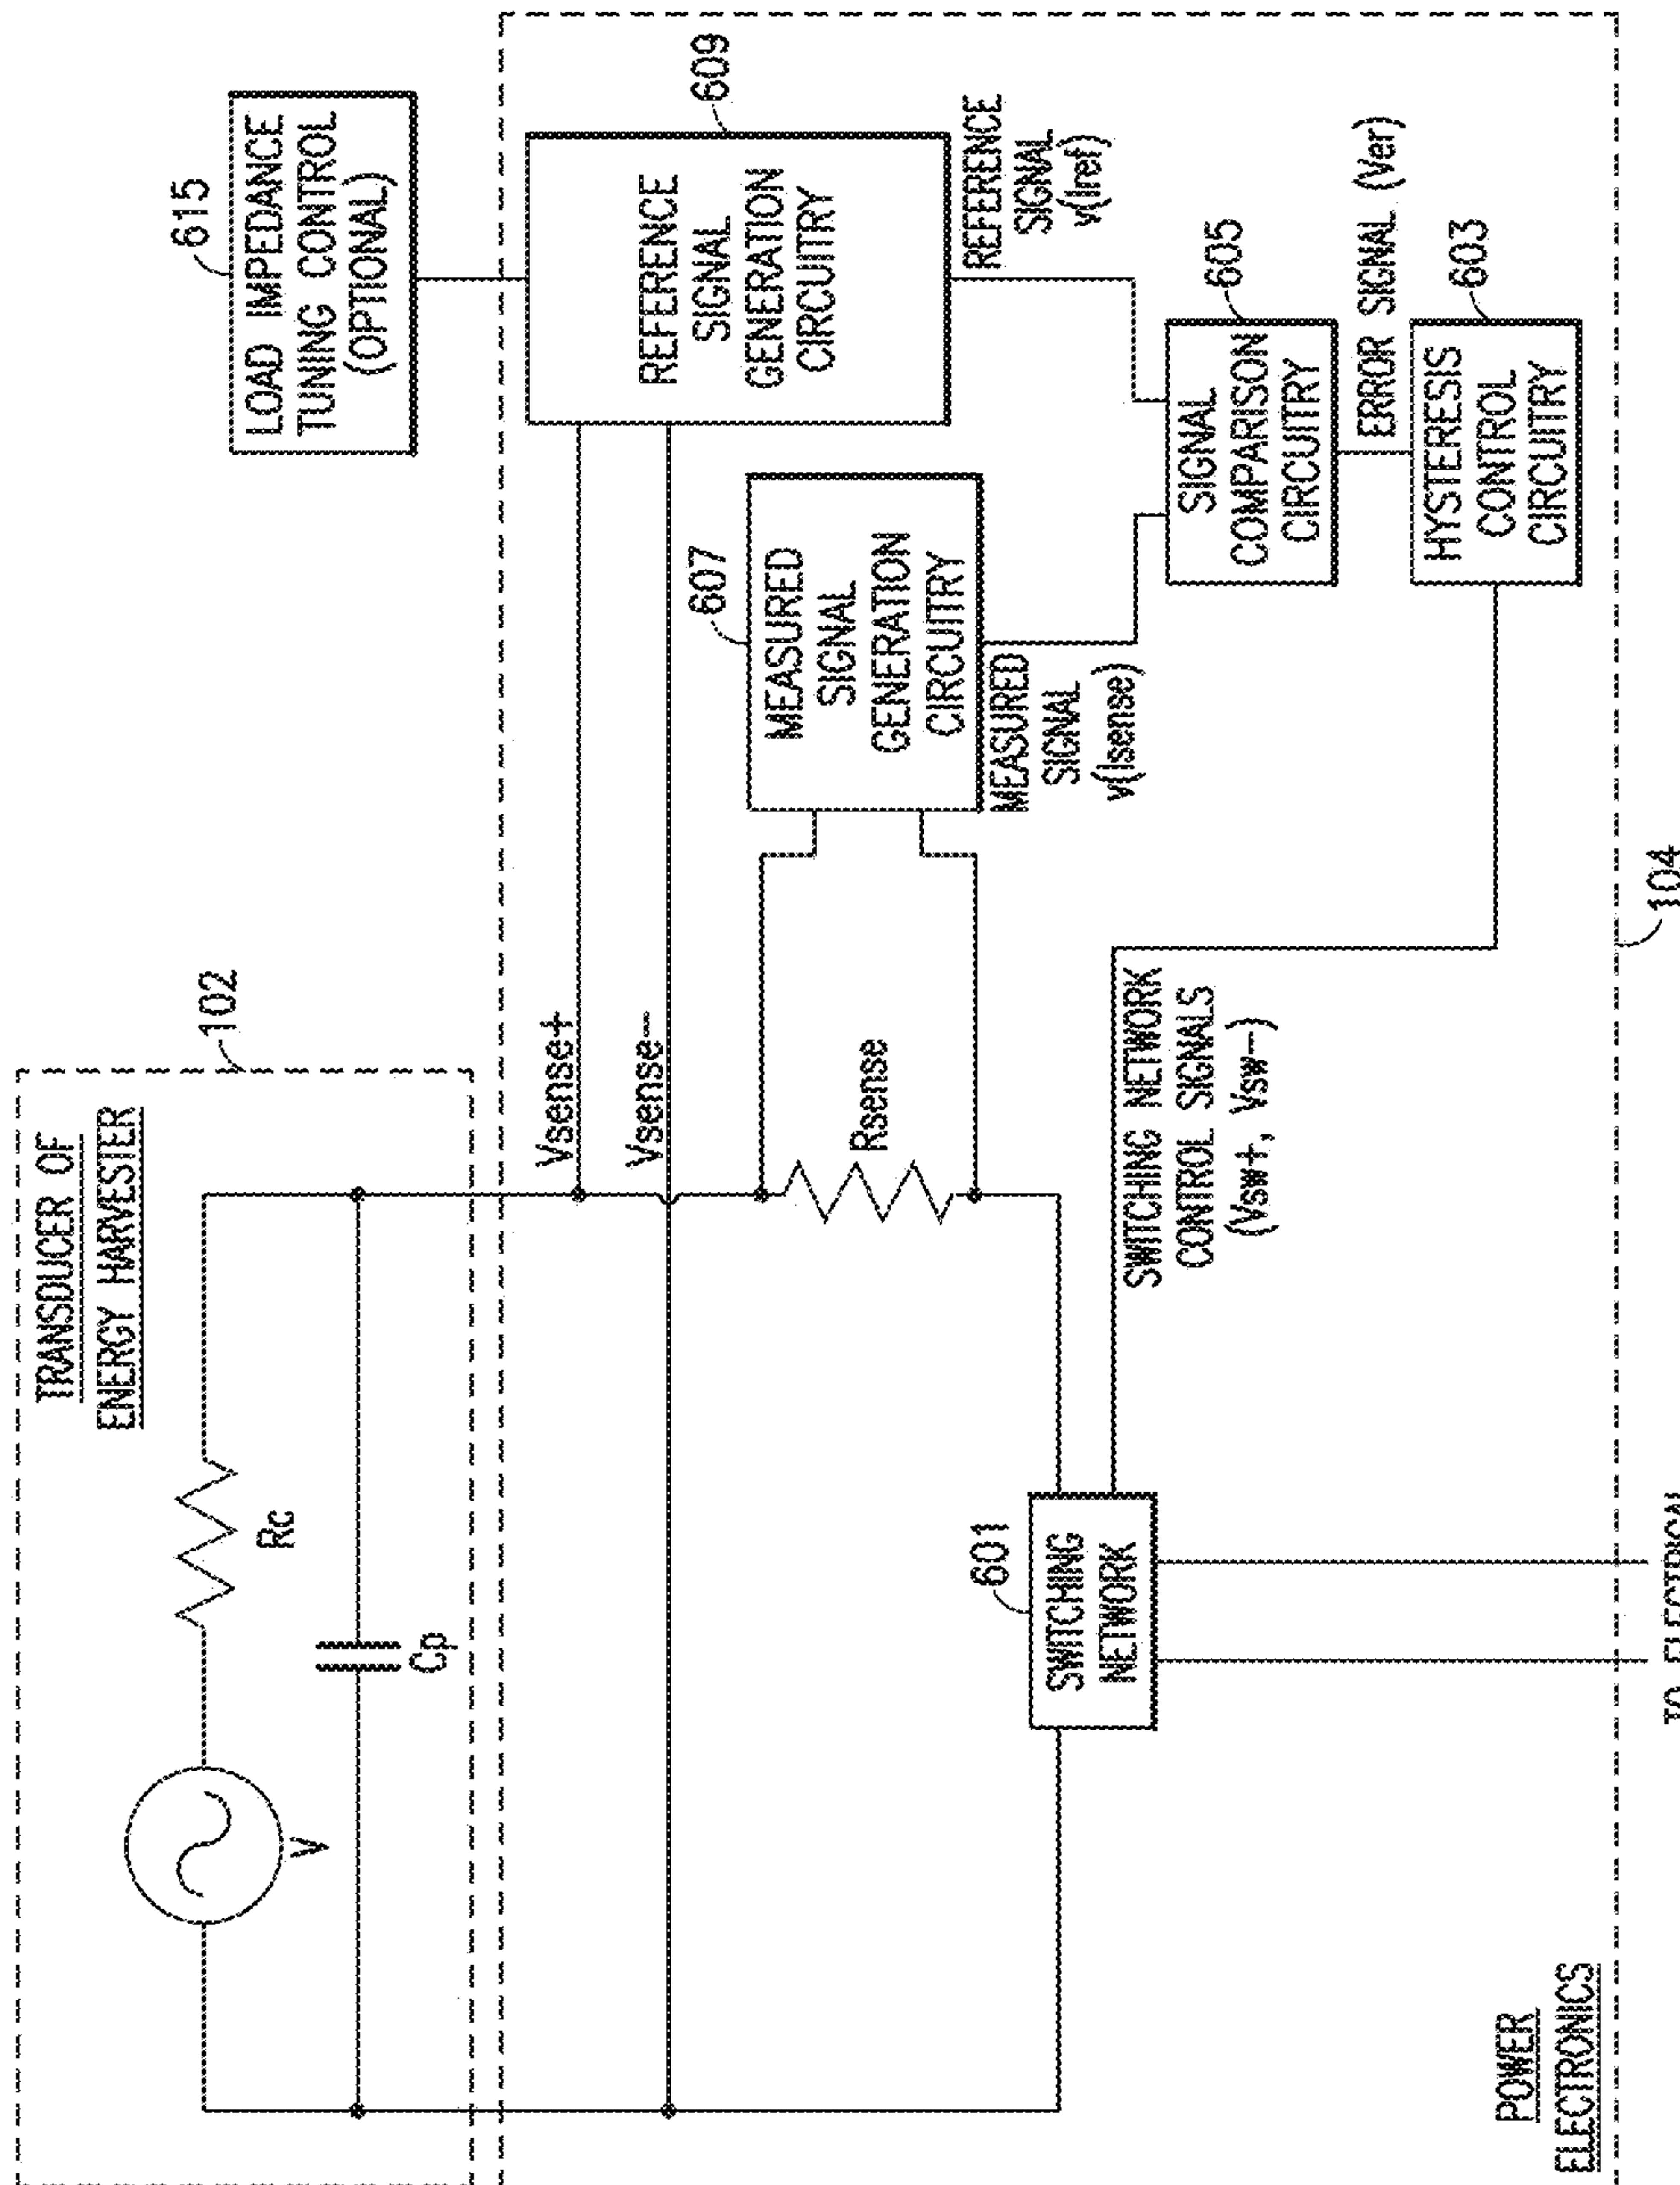 TRANSDUCER OF
ENERGY HARVESTER
102
V
Rc
Cp
LOAD IMPEDANCE
TUNING CONTROL
(OPTIONAL)
615
Vsense+
Vsense−
REFERENCE
SIGNAL
GENERATION
CIRCUITRY
609
607
MEASURED
SIGNAL
GENERATION
CIRCUITRY
Rsense
REFERENCE
SIGNAL
v(Iref)
MEASURED
SIGNAL
v(Isense)
601
SWITCHING
NETWORK
SWITCHING NETWORK
CONTROL SIGNALS
(Vsw+, Vsw−)
SIGNAL
COMPARISON
CIRCUITRY
605
ERROR SIGNAL (Ver)
HYSTERESIS
CONTROL
CIRCUITRY
603
POWER
ELECTRONICS
104
TO ELECTRICAL